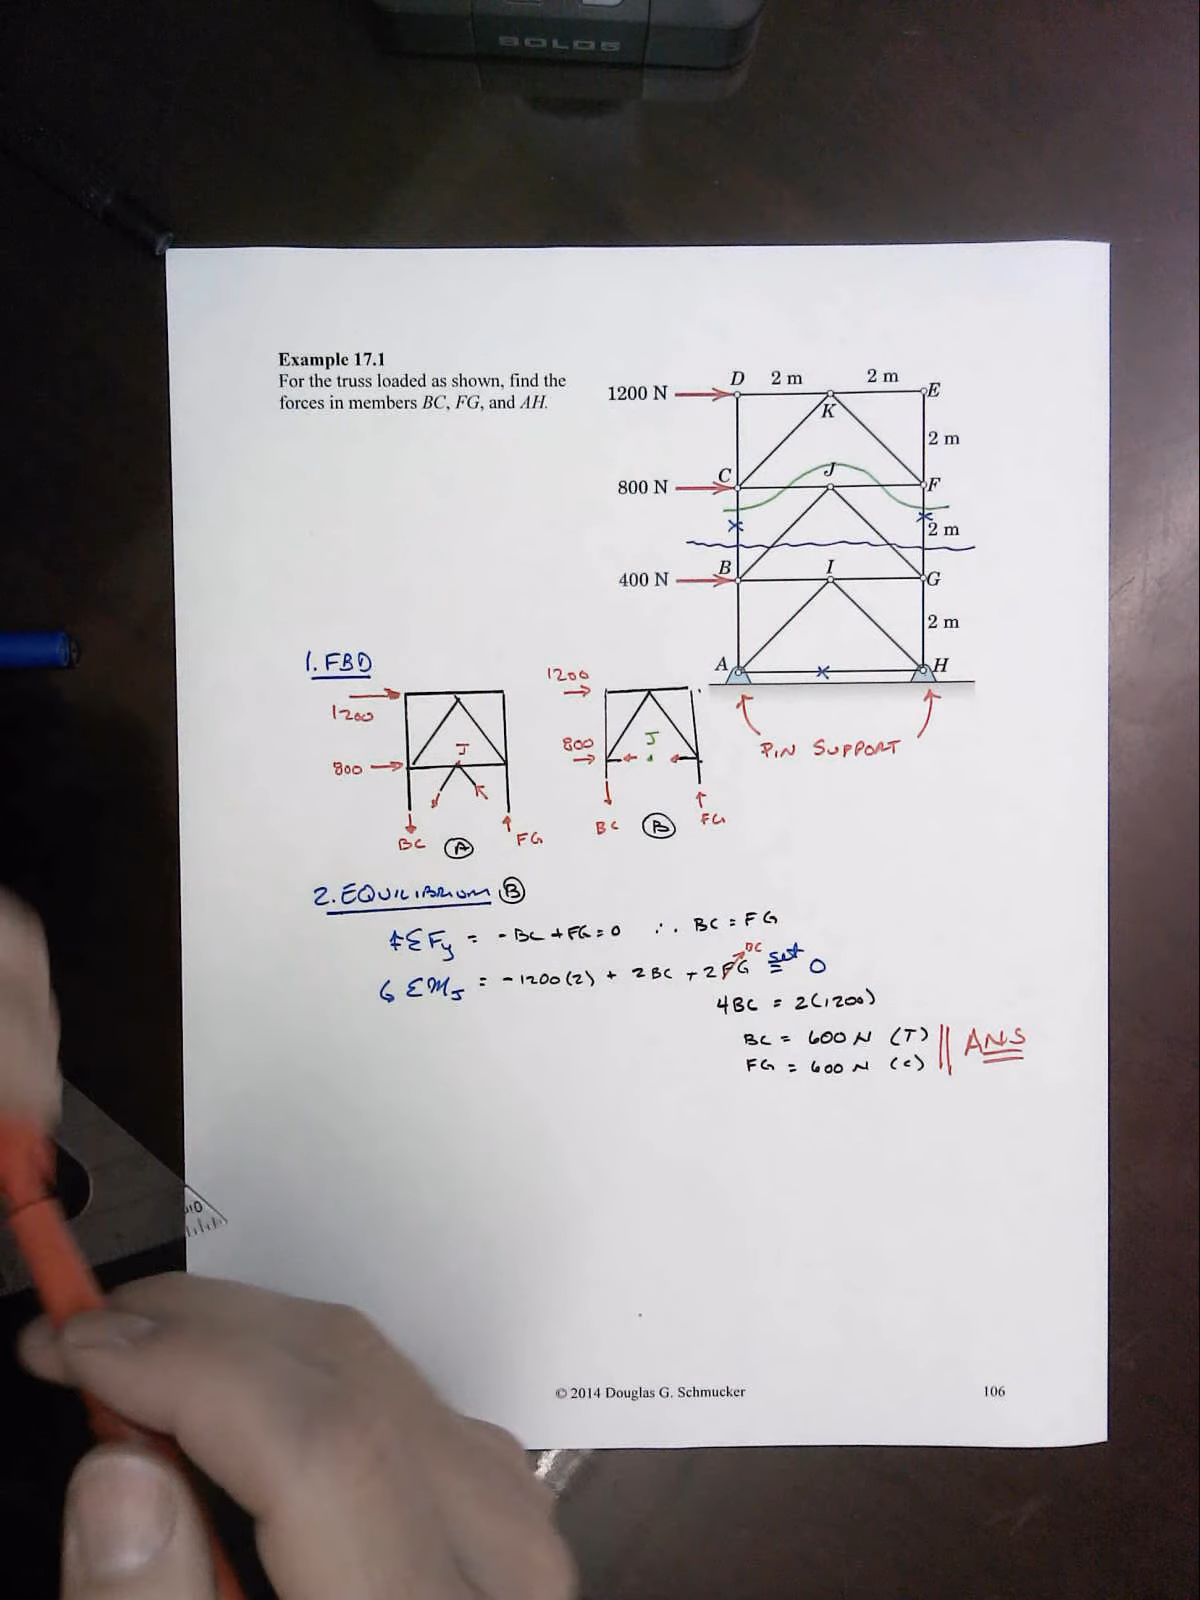 SOLO5
Example 17.1
For the truss loaded as shown, find the
forces in members BC, FG, and AH.
D 2 m 2 m E
1200 N
K
2 m
C J F
800 N
2 m
B I G
400 N
2 m
A H
PIN SUPPORT
1. FBD
1200
800
J
BC A FG
1200
800
J
BC B FG
2. EQUILIBRIUM B
+ΣFy = -BC + FG = 0 ∴ BC = FG
ΣMJ = -1200(2) + 2BC + 2FG set = 0
BC
4BC = 2(1200)
BC = 600 N (T)
FG = 600 N (C)
ANS
10
© 2014 Douglas G. Schmucker 106